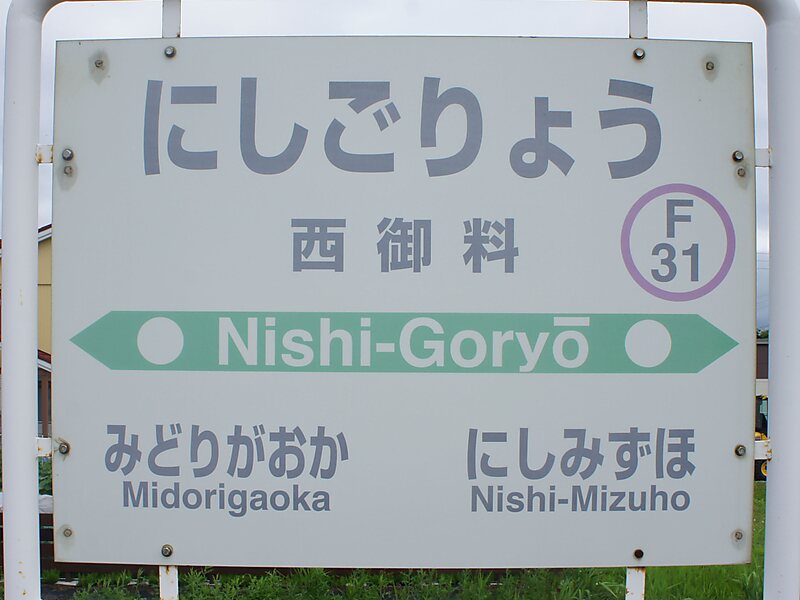 にしごりょう
西御料
F
31
Nishi-Goryō
みどりがおか
Midorigaoka
にしみずほ
Nishi-Mizuho